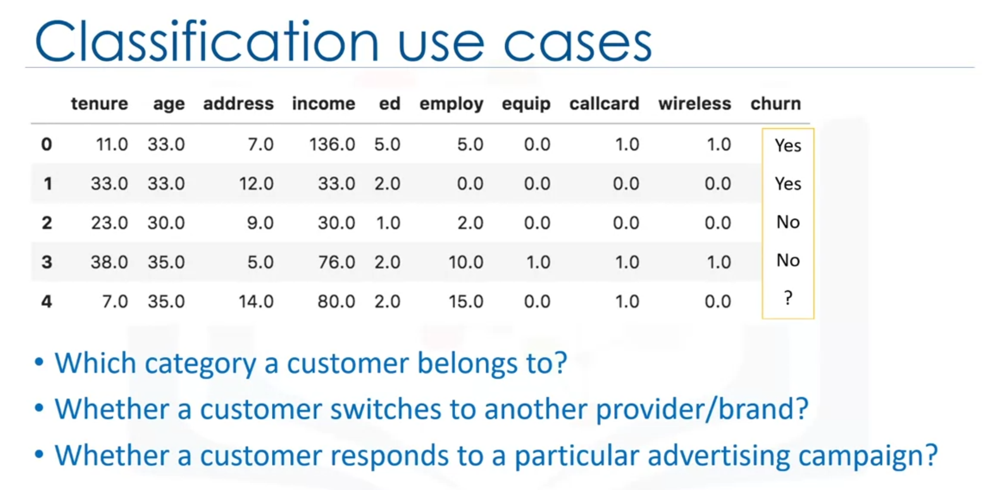 Classification use cases
tenure age address income ed employ equip callcard wireless churn
0 11.0 33.0 7.0 136.0 5.0 5.0 0.0 1.0 1.0 Yes
1 33.0 33.0 12.0 33.0 2.0 0.0 0.0 0.0 0.0 Yes
2 23.0 30.0 9.0 30.0 1.0 2.0 0.0 0.0 0.0 No
3 38.0 35.0 5.0 76.0 2.0 10.0 1.0 1.0 1.0 No
4 7.0 35.0 14.0 80.0 2.0 15.0 0.0 1.0 0.0 ?
• Which category a customer belongs to?
• Whether a customer switches to another provider/brand?
• Whether a customer responds to a particular advertising campaign?